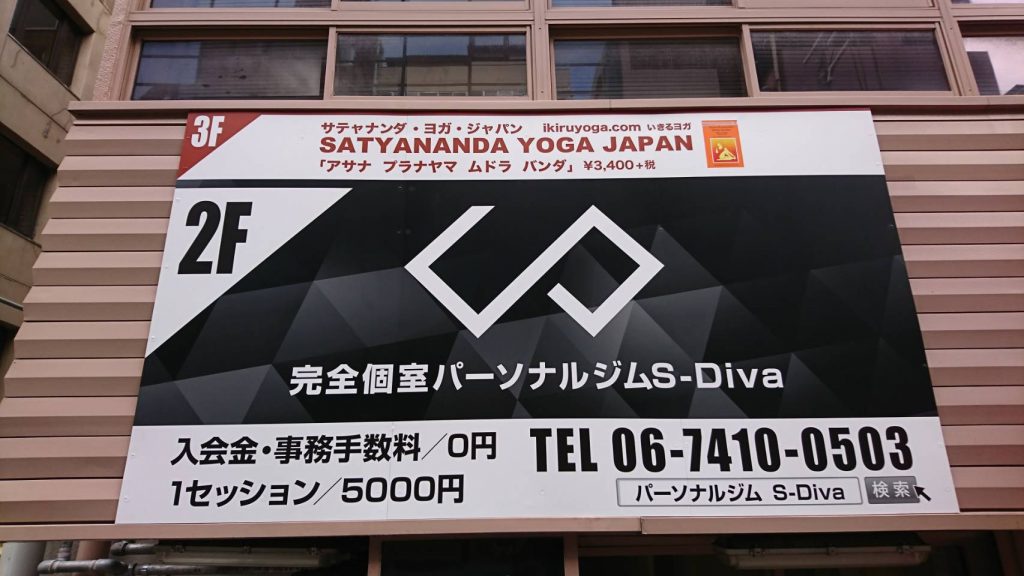 3F
サテャナンダ・ヨガ・ジャパン ikiruyoga.com いきるヨガ
SATYANANDA YOGA JAPAN
「アサナ プラナヤマ ムドラ バンダ」 ¥3,400+税
2F
完全個室パーソナルジムS-Diva
入会金・事務手数料/0円
1セッション/5000円
TEL 06-7410-0503
パーソナルジム S-Diva 検索